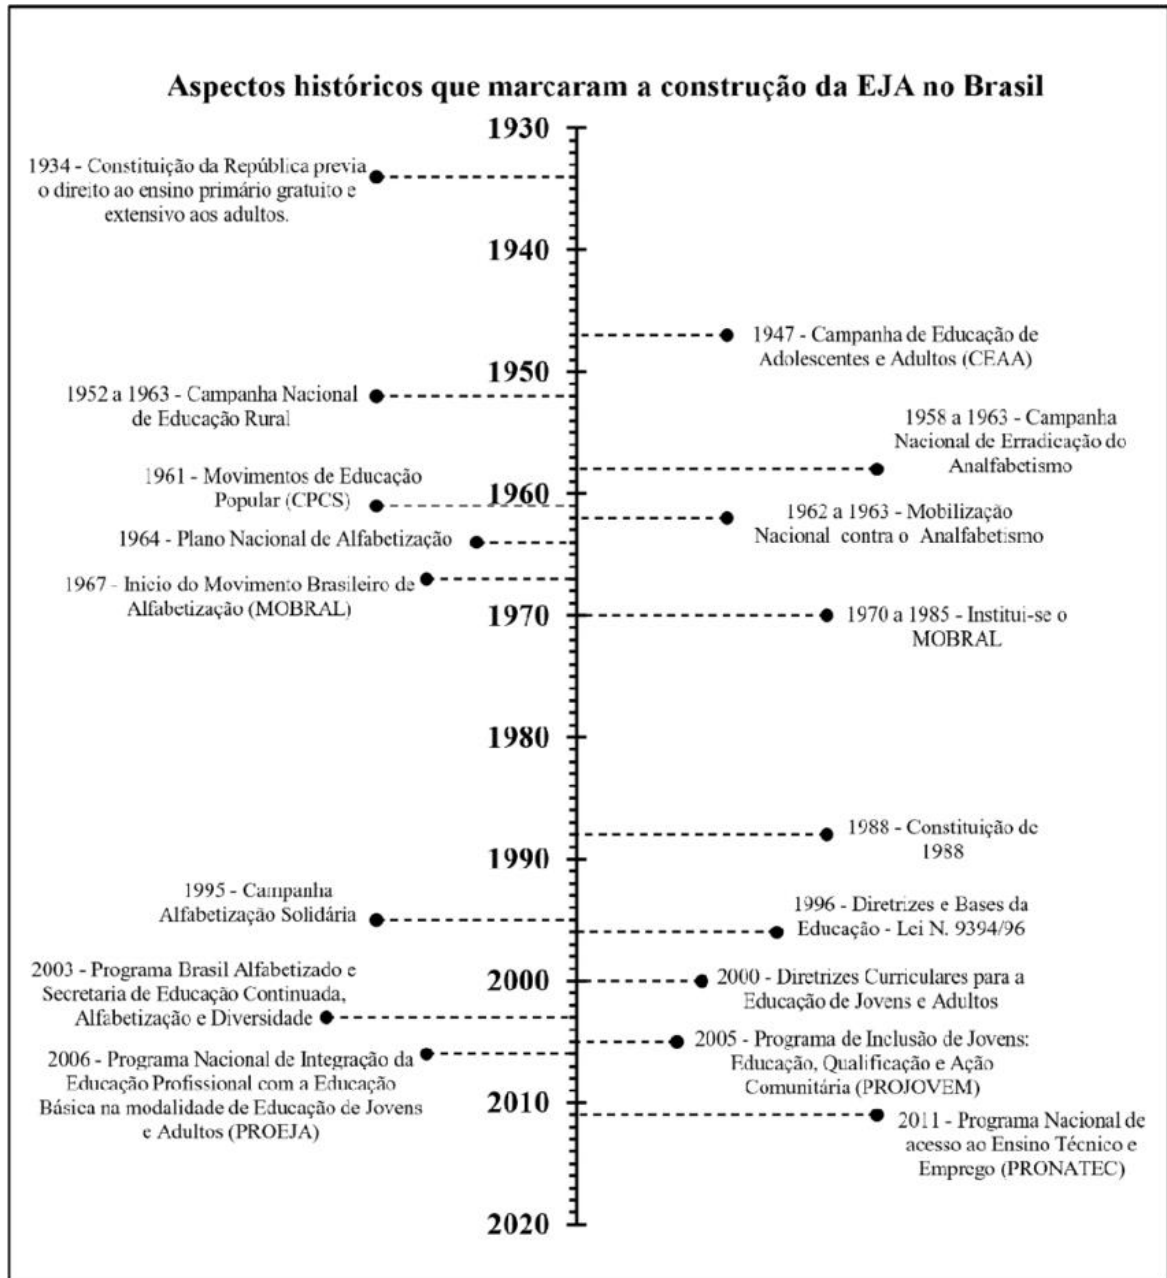 Aspectos históricos que marcaram a construção da EJA no Brasil
1930
1934 - Constituição da República previa
o direito ao ensino primário gratuito e
extensivo aos adultos.
1940
1947 - Campanha de Educação de
Adolescentes e Adultos (CEAA)
1950
1952 a 1963 - Campanha Nacional
de Educação Rural
1958 a 1963 - Campanha
Nacional de Erradicação do
Analfabetismo
1960
1961 - Movimentos de Educação
Popular (CPCS)
1962 a 1963 - Mobilização
Nacional contra o Analfabetismo
1964 - Plano Nacional de Alfabetização
1967 - Inicio do Movimento Brasileiro de
Alfabetização (MOBRAL)
1970
1970 a 1985 - Institui-se o
MOBRAL
1980
1988 - Constituição de
1988
1990
1995 - Campanha
Alfabetização Solidária
1996 - Diretrizes e Bases da
Educação - Lei N. 9394/96
2000
2000 - Diretrizes Curriculares para a
Educação de Jovens e Adultos
2003 - Programa Brasil Alfabetizado e
Secretaria de Educação Continuada,
Alfabetização e Diversidade
2005 - Programa de Inclusão de Jovens:
Educação, Qualificação e Ação
Comunitária (PROJOVEM)
2006 - Programa Nacional de Integração da
Educação Profissional com a Educação
Básica na modalidade de Educação de Jovens
e Adultos (PROEJA)
2010
2011 - Programa Nacional de
acesso ao Ensino Técnico e
Emprego (PRONATEC)
2020